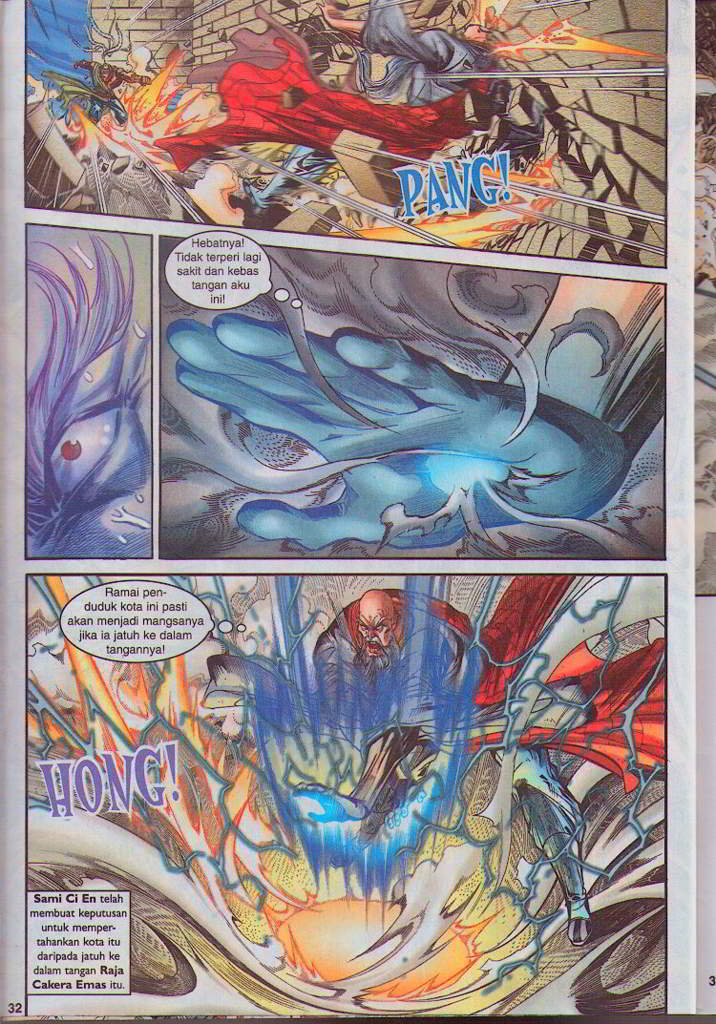 PANG!
Hebatnya!
Tidak terperi lagi
sakit dan kebas
tangan aku
ini!
Ramai pen-
duduk kota ini pasti
akan menjadi mangsanya
jika ia jatuh ke dalam
tangannya!
HONG!
Sami Ci En telah
membuat keputusan
untuk memper-
tahankan kota itu
daripada jatuh ke
dalam tangan Raja
Cakera Emas itu.
32
3